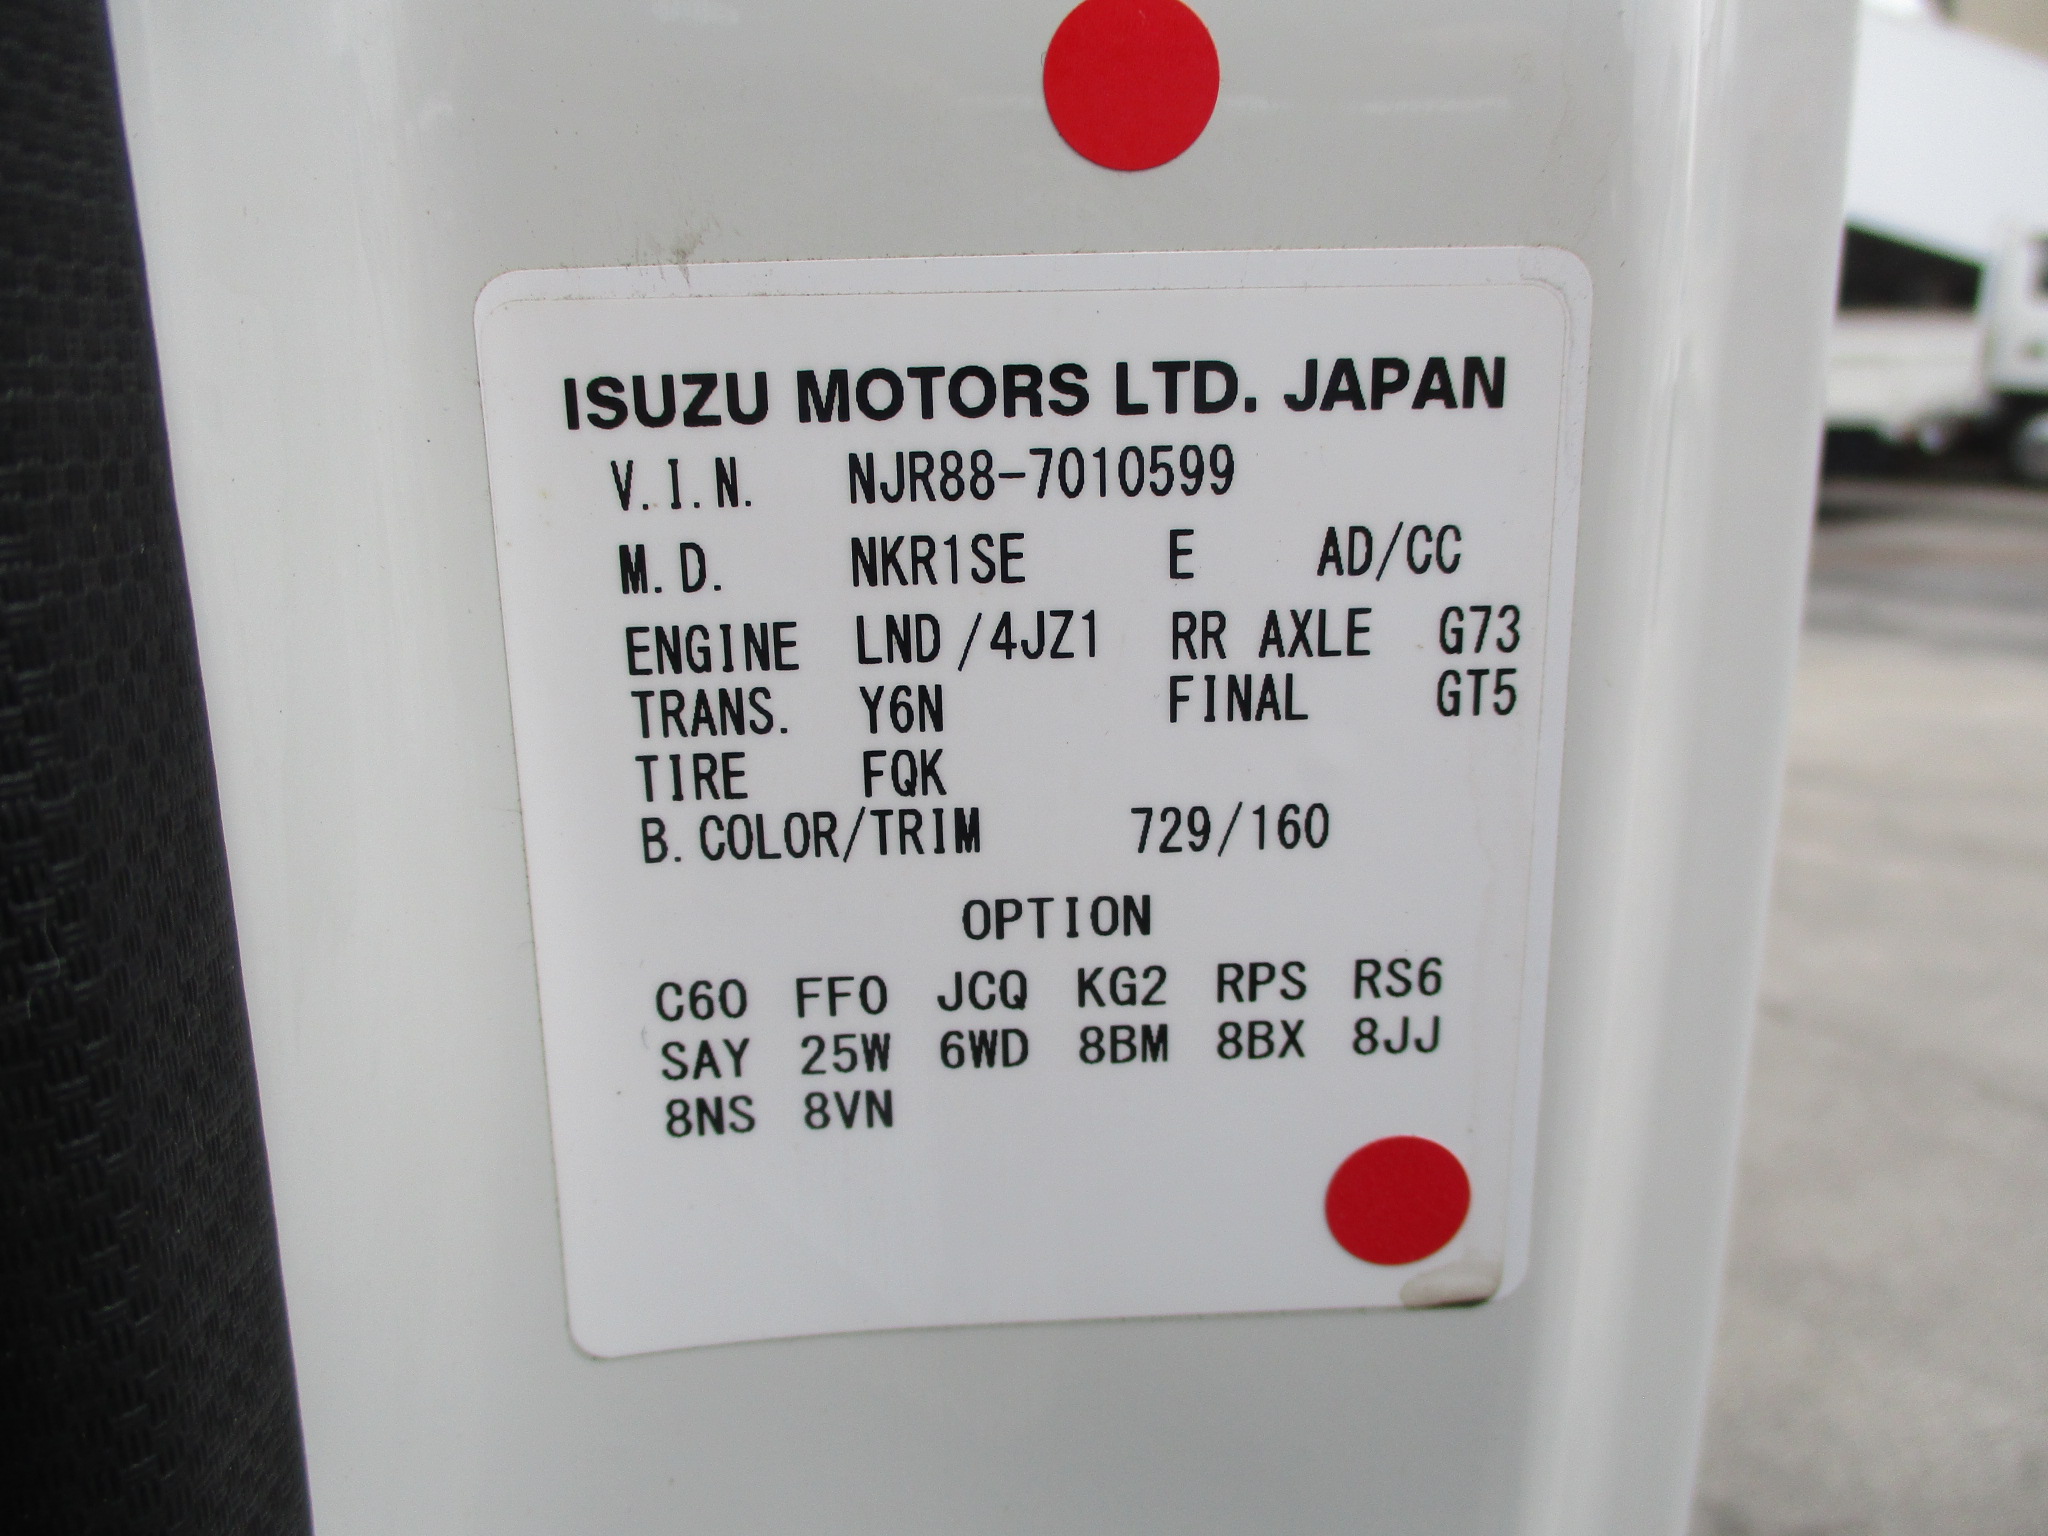 ISUZU MOTORS LTD. JAPAN
V.I.N. NJR88-7010599
M.D. NKR1SE E AD/CC
ENGINE LND /4JZ1 RR AXLE G73
TRANS. Y6N FINAL GT5
TIRE FQK
B.COLOR/TRIM 729/160
OPTION
C60 FF0 JCQ KG2 RPS RS6
SAY 25W 6WD 8BM 8BX 8JJ
8NS 8VN